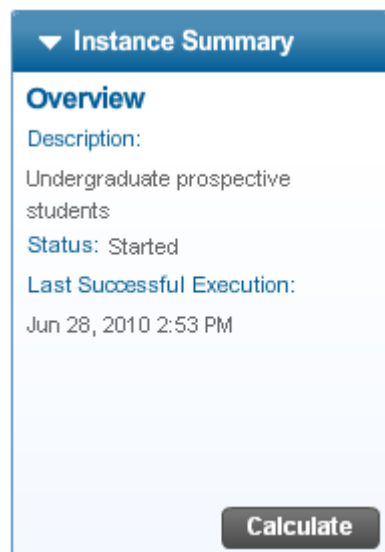 Instance Summary
Overview
Description:
Undergraduate prospective
students
Status: Started
Last Successful Execution:
Jun 28, 2010 2:53 PM
Calculate